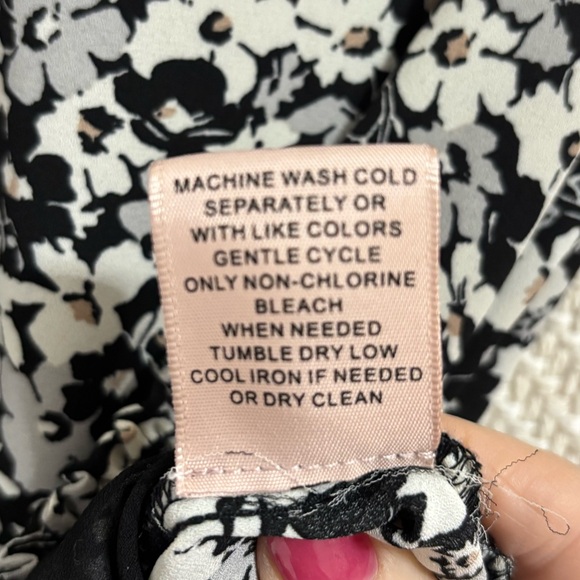 MACHINE WASH COLD
SEPARATELY OR
WITH LIKE COLORS
GENTLE CYCLE
ONLY NON-CHLORINE
BLEACH
WHEN NEEDED
TUMBLE DRY LOW
COOL IRON IF NEEDED
OR DRY CLEAN